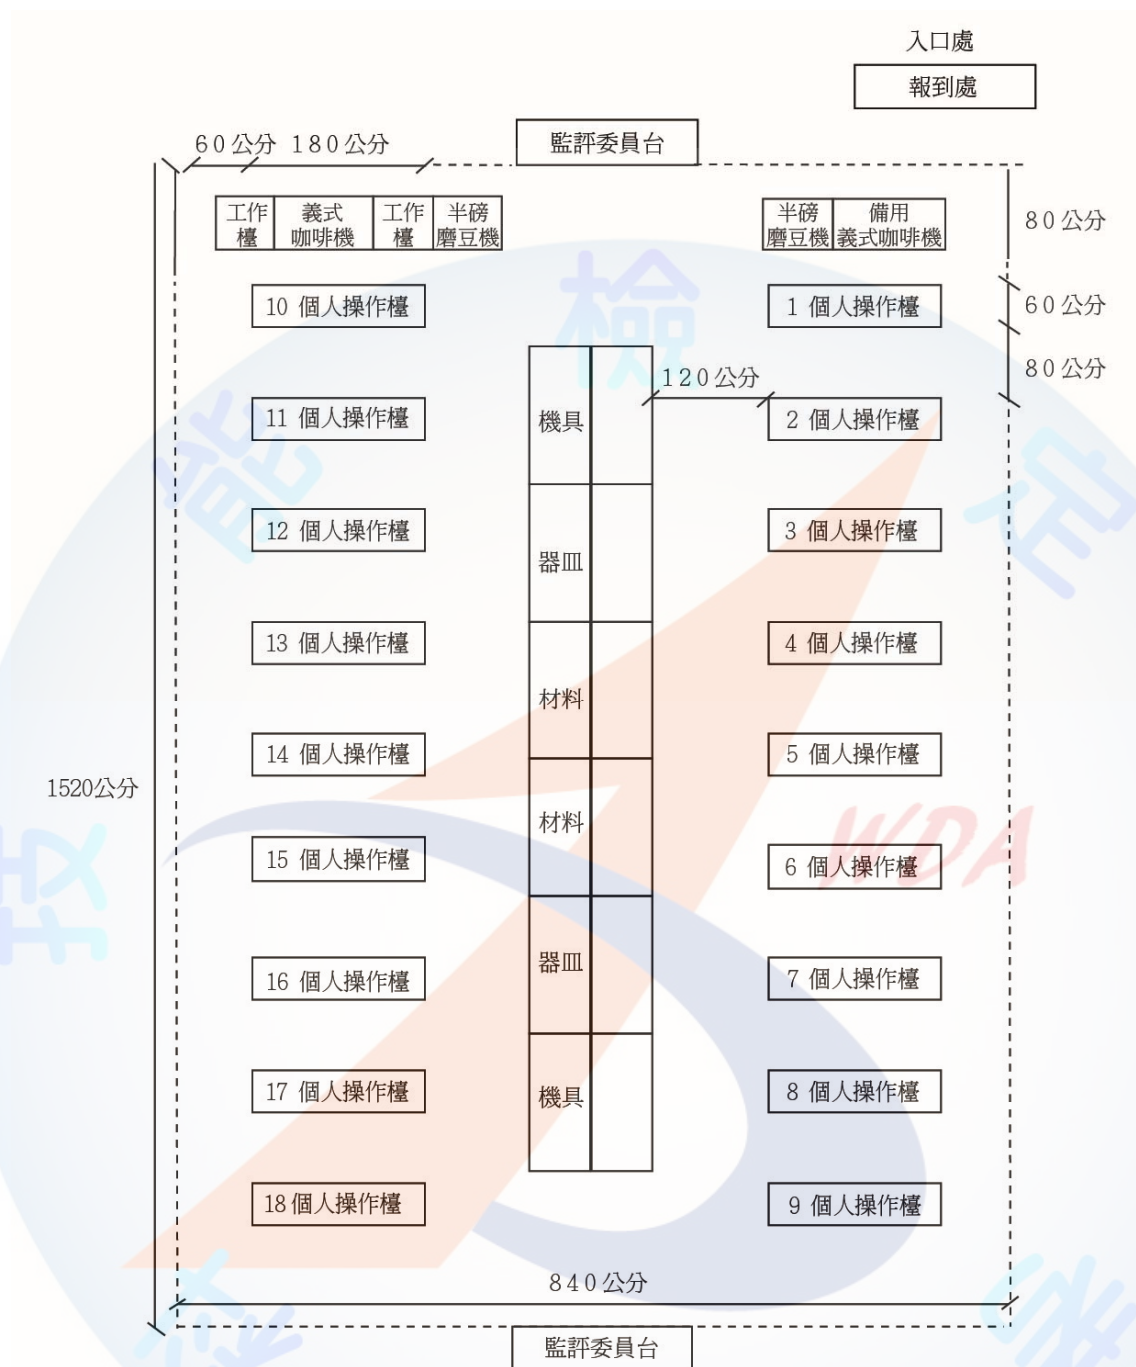 入口處
報到處
監評委員台
60公分 180公分
工作檯
義式咖啡機
工作檯
半磅磨豆機
半磅磨豆機
備用義式咖啡機
80公分
60公分
80公分
10 個人操作檯
1 個人操作檯
120公分
11 個人操作檯
機具
2 個人操作檯
12 個人操作檯
器皿
3 個人操作檯
13 個人操作檯
材料
4 個人操作檯
14 個人操作檯
5 個人操作檯
1520公分
材料
15 個人操作檯
6 個人操作檯
WDA
16 個人操作檯
器皿
7 個人操作檯
17 個人操作檯
機具
8 個人操作檯
18 個人操作檯
9 個人操作檯
840公分
監評委員台
技能檢定